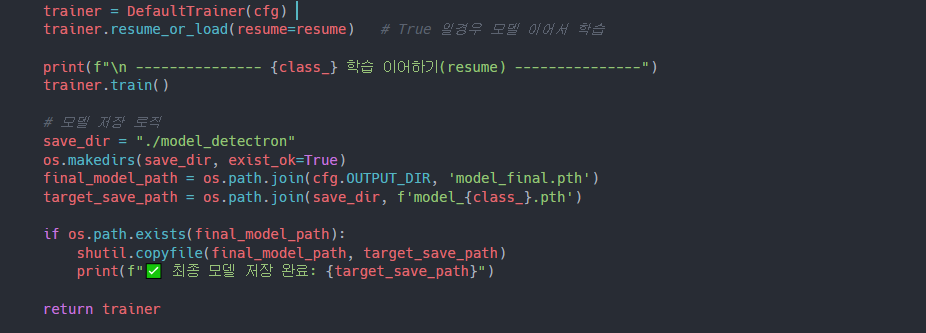 trainer = DefaultTrainer(cfg)
trainer.resume_or_load(resume=resume)   # True 일경우 모델 이어서 학습
print(f"\n --------------- {class_} 학습 이어하기(resume) ---------------")
trainer.train()
# 모델 저장 로직
save_dir = "./model_detectron"
os.makedirs(save_dir, exist_ok=True)
final_model_path = os.path.join(cfg.OUTPUT_DIR, 'model_final.pth')
target_save_path = os.path.join(save_dir, f'model_{class_}.pth')
if os.path.exists(final_model_path):
    shutil.copyfile(final_model_path, target_save_path)
    print(f"✅ 최종 모델 저장 완료: {target_save_path}")
return trainer